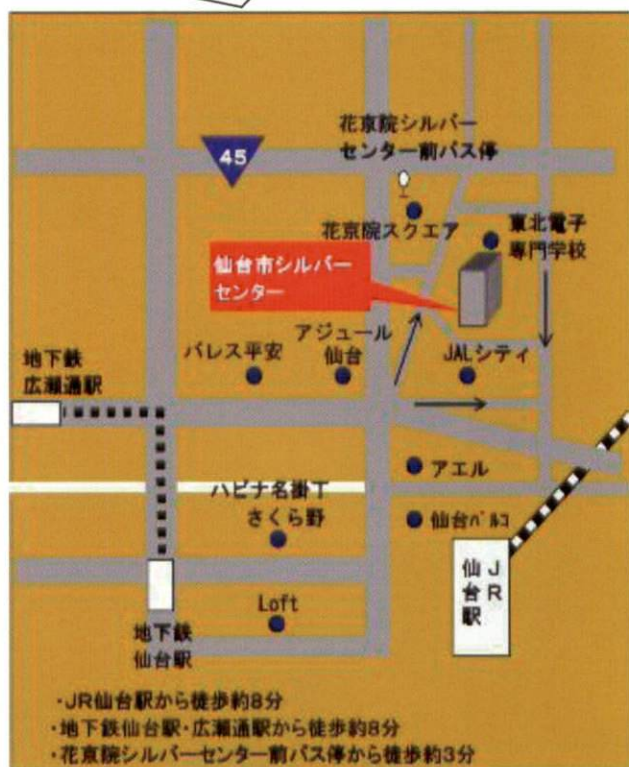 花京院シルバー
センター前バス停
45
花京院スクエア
東北電子
専門学校
仙台市シルバー
センター
アジュール
仙台
パレス平安
JALシティ
地下鉄
広瀬通駅
アエル
ハピナ名掛丁
さくら野
仙台パルコ
JR
仙台駅
Loft
地下鉄
仙台駅
・JR仙台駅から徒歩約8分
・地下鉄仙台駅・広瀬通駅から徒歩約8分
・花京院シルバーセンター前バス停から徒歩約3分